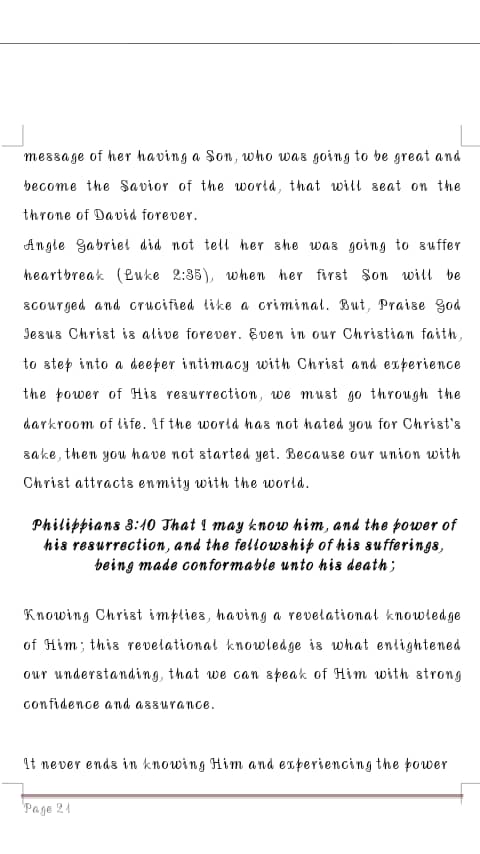 message of her having a Son, who was going to be great and
become the Savior of the world, that will seat on the
throne of David forever.
Angle Gabriel did not tell her she was going to suffer
heartbreak (Luke 2:35), when her first Son will be
scourged and crucified like a criminal. But, Praise God
Jesus Christ is alive forever. Even in our Christian faith,
to step into a deeper intimacy with Christ and experience
the power of His resurrection, we must go through the
darkroom of life. If the world has not hated you for Christ's
sake, then you have not started yet. Because our union with
Christ attracts enmity with the world.
Philippians 3:10 That I may know him, and the power of
his resurrection, and the fellowship of his sufferings,
being made conformable unto his death;
Knowing Christ implies, having a revelational knowledge
of Him; this revelational knowledge is what enlightened
our understanding, that we can speak of Him with strong
confidence and assurance.
It never ends in knowing Him and experiencing the power
Page 21